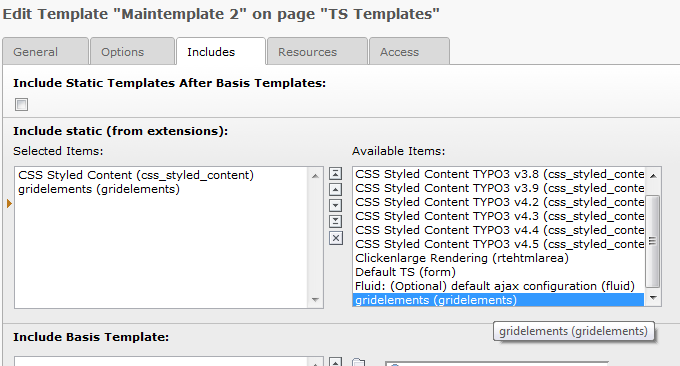 Edit Template "Maintemplate 2" on page "TS Templates"
General Options Includes Resources Access
Include Static Templates After Basis Templates:
Include static (from extensions):
Selected Items:
CSS Styled Content (css_styled_content)
gridelements (gridelements)
Available Items:
CSS Styled Content TYPO3 v3.8 (css_styled_conte
CSS Styled Content TYPO3 v3.9 (css_styled_conte
CSS Styled Content TYPO3 v4.2 (css_styled_conte
CSS Styled Content TYPO3 v4.3 (css_styled_conte
CSS Styled Content TYPO3 v4.4 (css_styled_conte
CSS Styled Content TYPO3 v4.5 (css_styled_conte
Clickenlarge Rendering (rtehtmlarea)
Default TS (form)
Fluid: (Optional) default ajax configuration (fluid)
gridelements (gridelements)
gridelements (gridelements)
Include Basis Template: